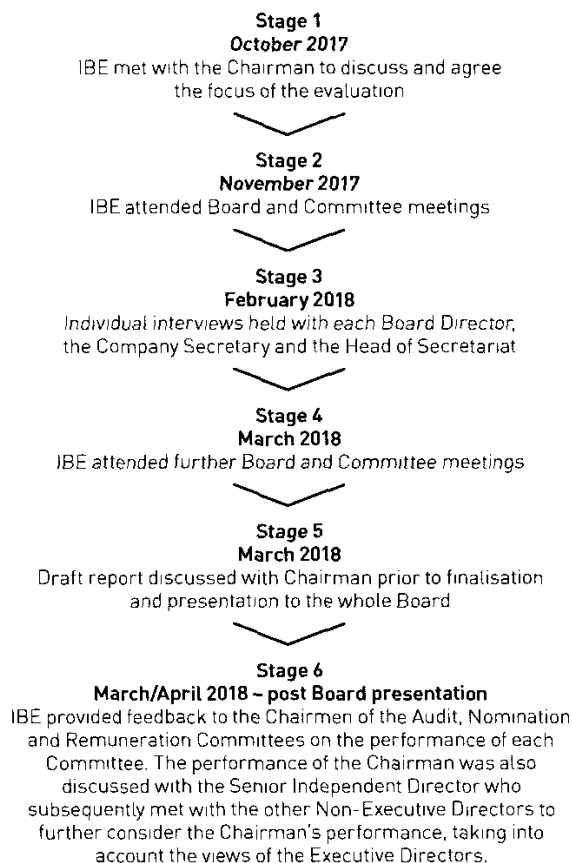 Stage 1
October 2017
IBE met with the Chairman to discuss and agree
the focus of the evaluation
Stage 2
November 2017
IBE attended Board and Committee meetings
Stage 3
February 2018
Individual interviews held with each Board Director,
the Company Secretary and the Head of Secretariat
Stage 4
March 2018
IBE attended further Board and Committee meetings
Stage 5
March 2018
Draft report discussed with Chairman prior to finalisation
and presentation to the whole Board
Stage 6
March/April 2018 – post Board presentation
IBE provided feedback to the Chairmen of the Audit, Nomination
and Remuneration Committees on the performance of each
Committee. The performance of the Chairman was also
discussed with the Senior Independent Director who
subsequently met with the other Non-Executive Directors to
further consider the Chairman's performance, taking into
account the views of the Executive Directors.